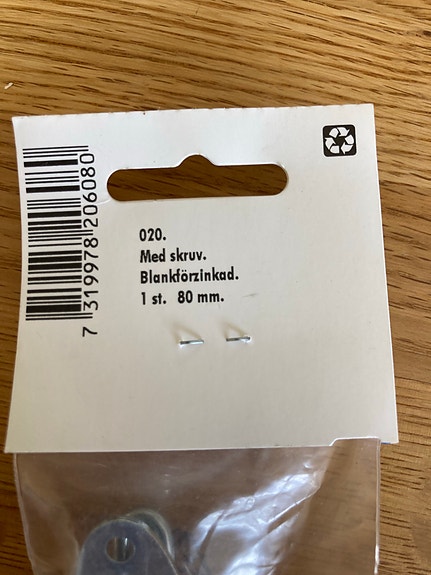 020.
Med skruv.
Blankförzinkad.
1 st. 80 mm.
7 319978 206080